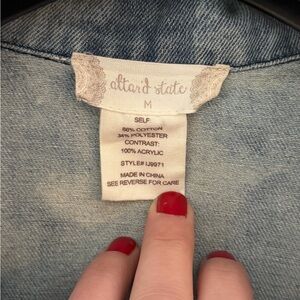 altar'd state
M
SELF:
66% COTTON
34% POLYESTER
CONTRAST:
100% ACRYLIC
STYLE# IJ9971
MADE IN CHINA
SEE REVERSE FOR CARE